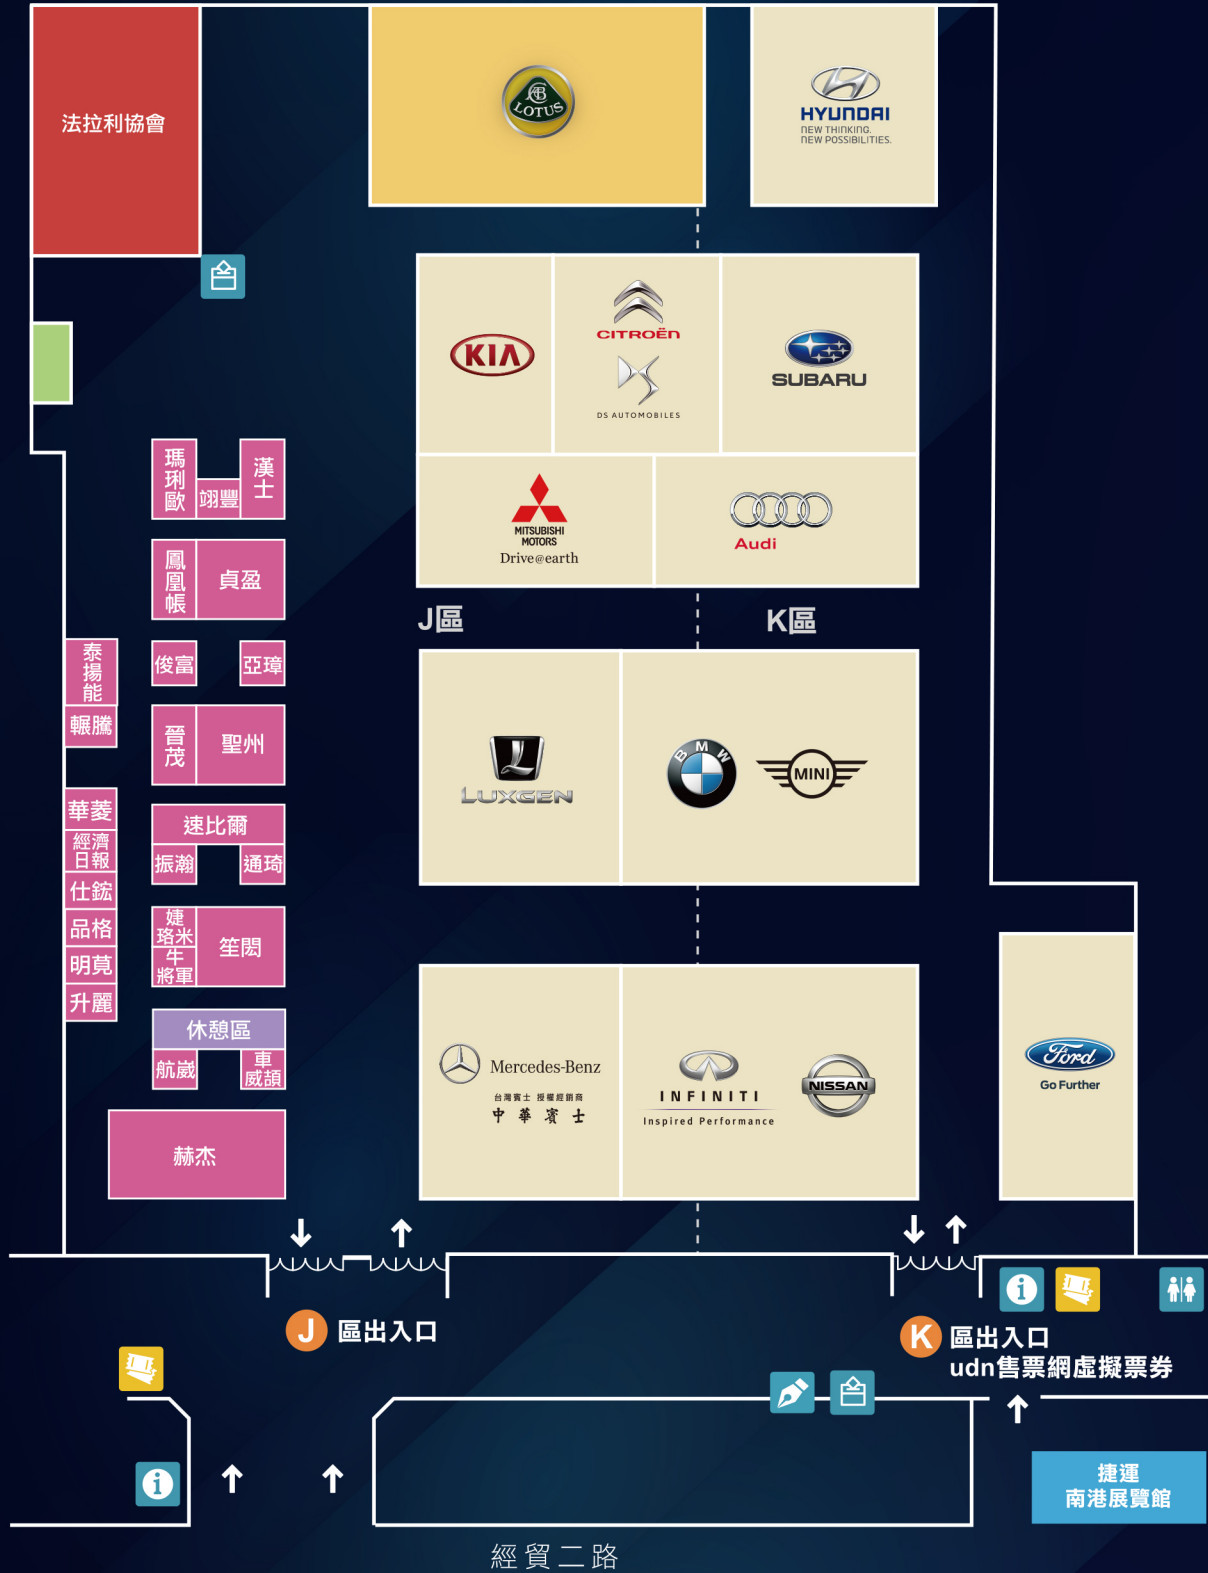 法拉利協會
LOTUS
HYUNDAI
NEW THINKING.
NEW POSSIBILITIES.
KIA
CITROËN
DS AUTOMOBILES
SUBARU
MITSUBISHI
MOTORS
Drive@earth
Audi
瑪琍歐
翊豐
漢士
鳳凰帳
貞盈
J區
K區
泰揚能
輾騰
俊富
亞璋
晉茂
聖州
LUXGEN
BMW
MINI
華菱
經濟
日報
仕鋐
品格
明莧
升麗
速比爾
振瀚
通琦
婕
珞米
牛
將軍
笙閎
休憩區
航崴
車
威頡
赫杰
Mercedes-Benz
台灣賓士 授權經銷商
中華賓士
INFINITI
Inspired Performance
NISSAN
Ford
Go Further
J 區出入口
K 區出入口
udn售票網虛擬票券
捷運
南港展覽館
經貿二路